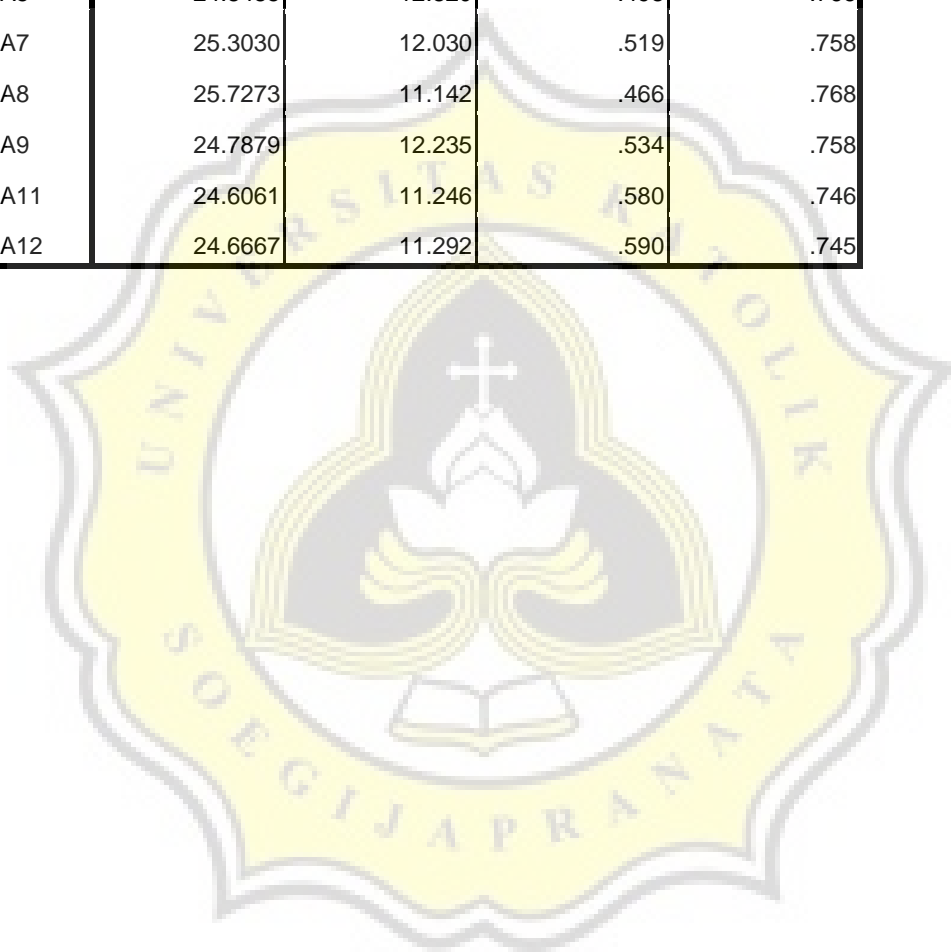 A7 25.3030 12.030 .519 .758
A8 25.7273 11.142 .466 .768
A9 24.7879 12.235 .534 .758
A11 24.6061 11.246 .580 .746
A12 24.6667 11.292 .590 .745
UNIVERSITAS KATOLIK
SOEGIJAPRANATA